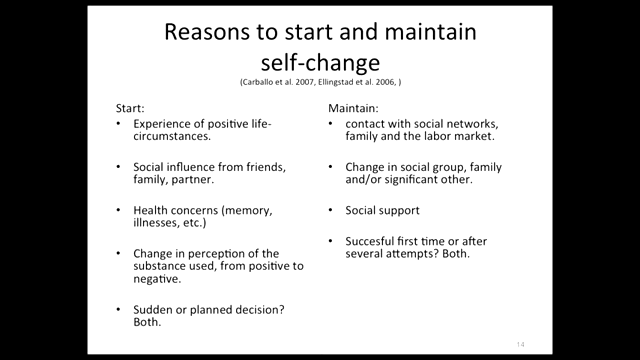 Reasons to start and maintain
self-change
(Carballo et al. 2007, Ellingstad et al. 2006, )
Start:
• Experience of positive life-
circumstances.
• Social influence from friends,
family, partner.
• Health concerns (memory,
illnesses, etc.)
• Change in perception of the
substance used, from positive to
negative.
• Sudden or planned decision?
Both.
Maintain:
• contact with social networks,
family and the labor market.
• Change in social group, family
and/or significant other.
• Social support
• Succesful first time or after
several attempts? Both.
14